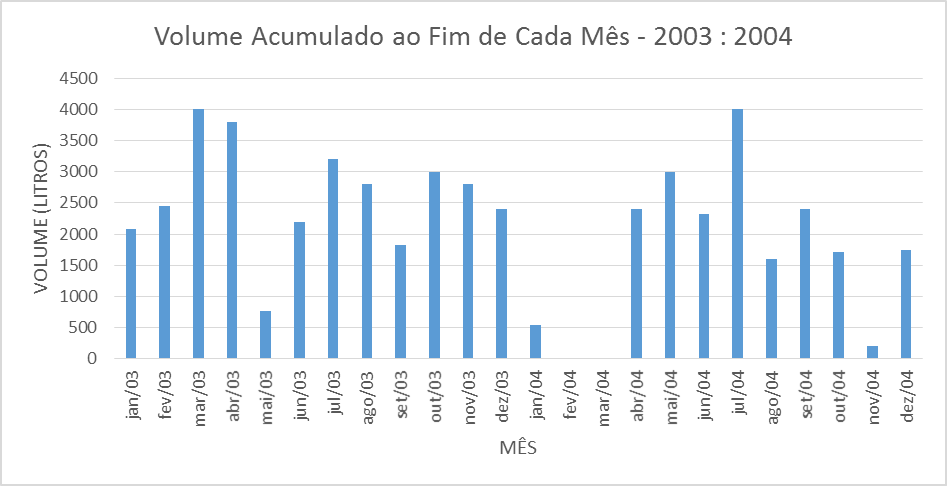 Volume Acumulado ao Fim de Cada Mês - 2003 : 2004
VOLUME (LITROS)
4500
4000
3500
3000
2500
2000
1500
1000
500
0
jan/03
fev/03
mar/03
abr/03
mai/03
jun/03
jul/03
ago/03
set/03
out/03
nov/03
dez/03
jan/04
fev/04
mar/04
abr/04
mai/04
jun/04
jul/04
ago/04
set/04
out/04
nov/04
dez/04
MÊS